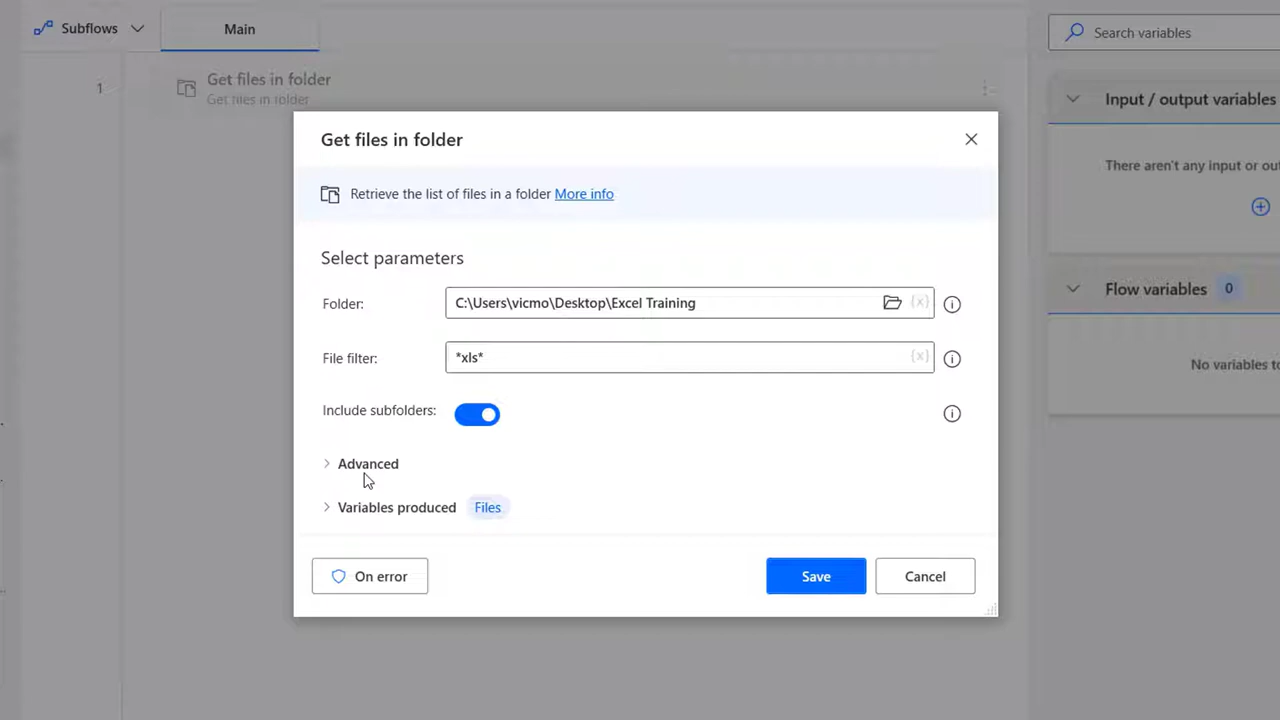 Subflows
Main
Search variables
1
Get files in folder
Get files in folder
Input / output variables
There aren't any input or out
Get files in folder
Retrieve the list of files in a folder More info
Select parameters
Folder: C:\Users\vicmo\Desktop\Excel Training {x}
File filter: *xls* {x}
Include subfolders:
Advanced
Variables produced Files
On error
Save
Cancel
Flow variables 0
No variables to